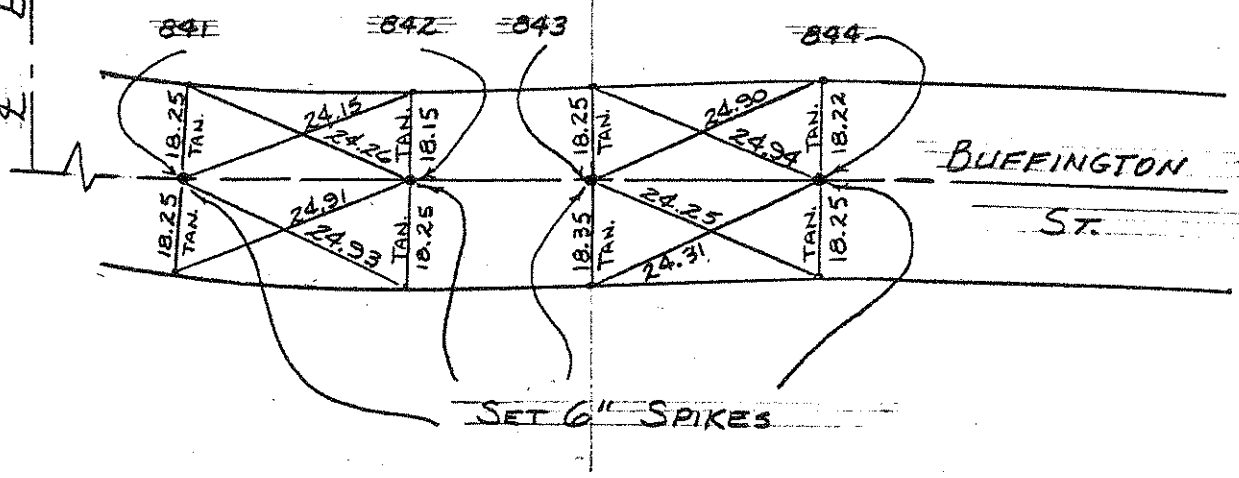 841
842
843
844
18.25
TAN.
24.15
24.26
TAN.
18.15
18.25
TAN.
24.90
24.94
TAN.
18.22
BUFFINGTON
ST.
18.25
TAN.
24.91
24.93
TAN
18.25
18.35
TAN.
24.25
24.31
TAN.
18.25
SET 6" SPIKES